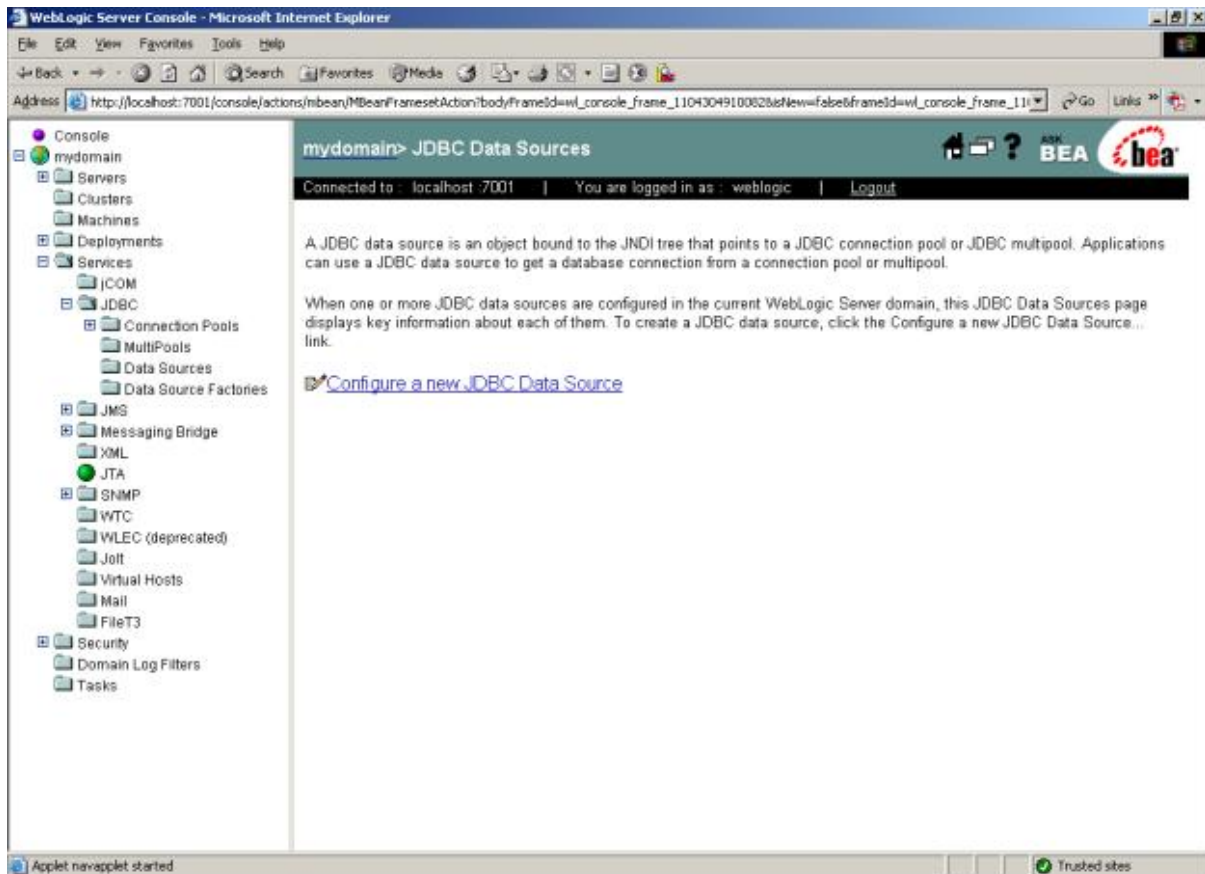 WebLogic Server Console - Microsoft Internet Explorer
File Edit View Favorites Tools Help
Back Search Favorites Media
Address http://localhost:7001/console/actions/mbean/MBeanFramesetAction?bodyFrameId=wl_console_frame_1104304910082&isNew=false&frameId=wl_console_frame_11 Go Links »
Console
mydomain
Servers
Clusters
Machines
Deployments
Services
jCOM
JDBC
Connection Pools
MultiPools
Data Sources
Data Source Factories
JMS
Messaging Bridge
XML
JTA
SNMP
WTC
WLEC (deprecated)
Jolt
Virtual Hosts
Mail
FileT3
Security
Domain Log Filters
Tasks
mydomain> JDBC Data Sources
? ASK BEA bea
Connected to : localhost :7001 | You are logged in as : weblogic | Logout
A JDBC data source is an object bound to the JNDI tree that points to a JDBC connection pool or JDBC multipool. Applications
can use a JDBC data source to get a database connection from a connection pool or multipool.
When one or more JDBC data sources are configured in the current WebLogic Server domain, this JDBC Data Sources page
displays key information about each of them. To create a JDBC data source, click the Configure a new JDBC Data Source...
link.
Configure a new JDBC Data Source
Applet navapplet started
Trusted sites